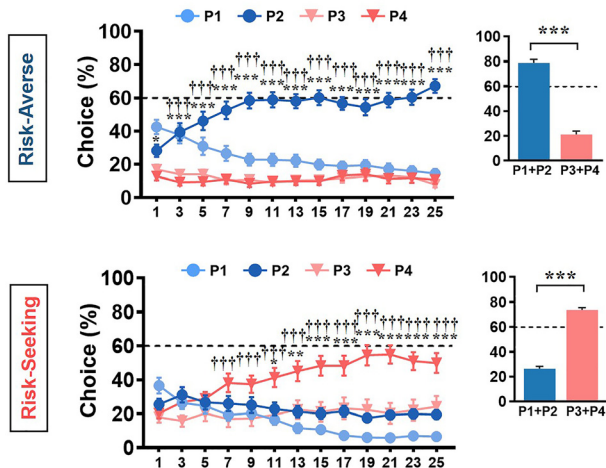 Risk-Averse
P1 P2 P3 P4
Choice (%)
100
80
60
40
20
0
††† ††† ††† ††† ††† ††† ††† ††† ††† ††† ††† ††† †††
* *** *** *** *** *** *** *** *** *** *** *** ***
1 3 5 7 9 11 13 15 17 19 21 23 25
100
80
60
40
20
0
***
P1+P2 P3+P4
Risk-Seeking
P1 P2 P3 P4
Choice (%)
100
80
60
40
20
0
††† ††† ††† ††† ††† ††† ††† ††† ††† †††
* ** *** *** *** *** *** ***
1 3 5 7 9 11 13 15 17 19 21 23 25
100
80
60
40
20
0
***
P1+P2 P3+P4